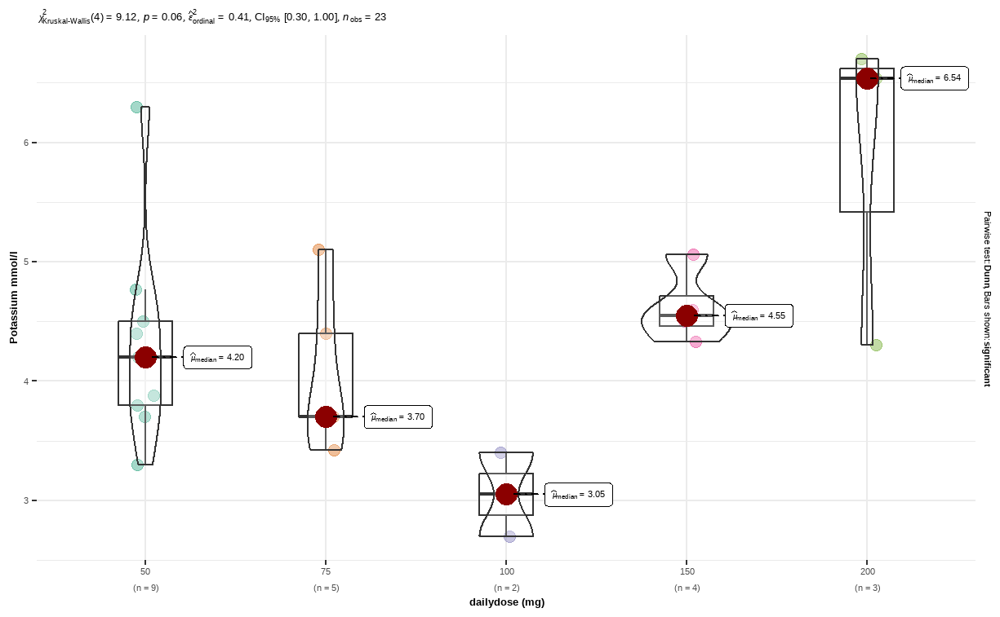 χ²Kruskal-Wallis(4) = 9.12, p = 0.06, ε̂²ordinal = 0.41, CI95% [0.30, 1.00], nobs = 23
Potassium mmol/l
6
5
4
3
μ̂median = 4.20
μ̂median = 3.70
μ̂median = 3.05
μ̂median = 4.55
μ̂median = 6.54
50 75 100 150 200
(n = 9) (n = 5) (n = 2) (n = 4) (n = 3)
dailydose (mg)
Pairwise test: Dunn, Bars shown: significant